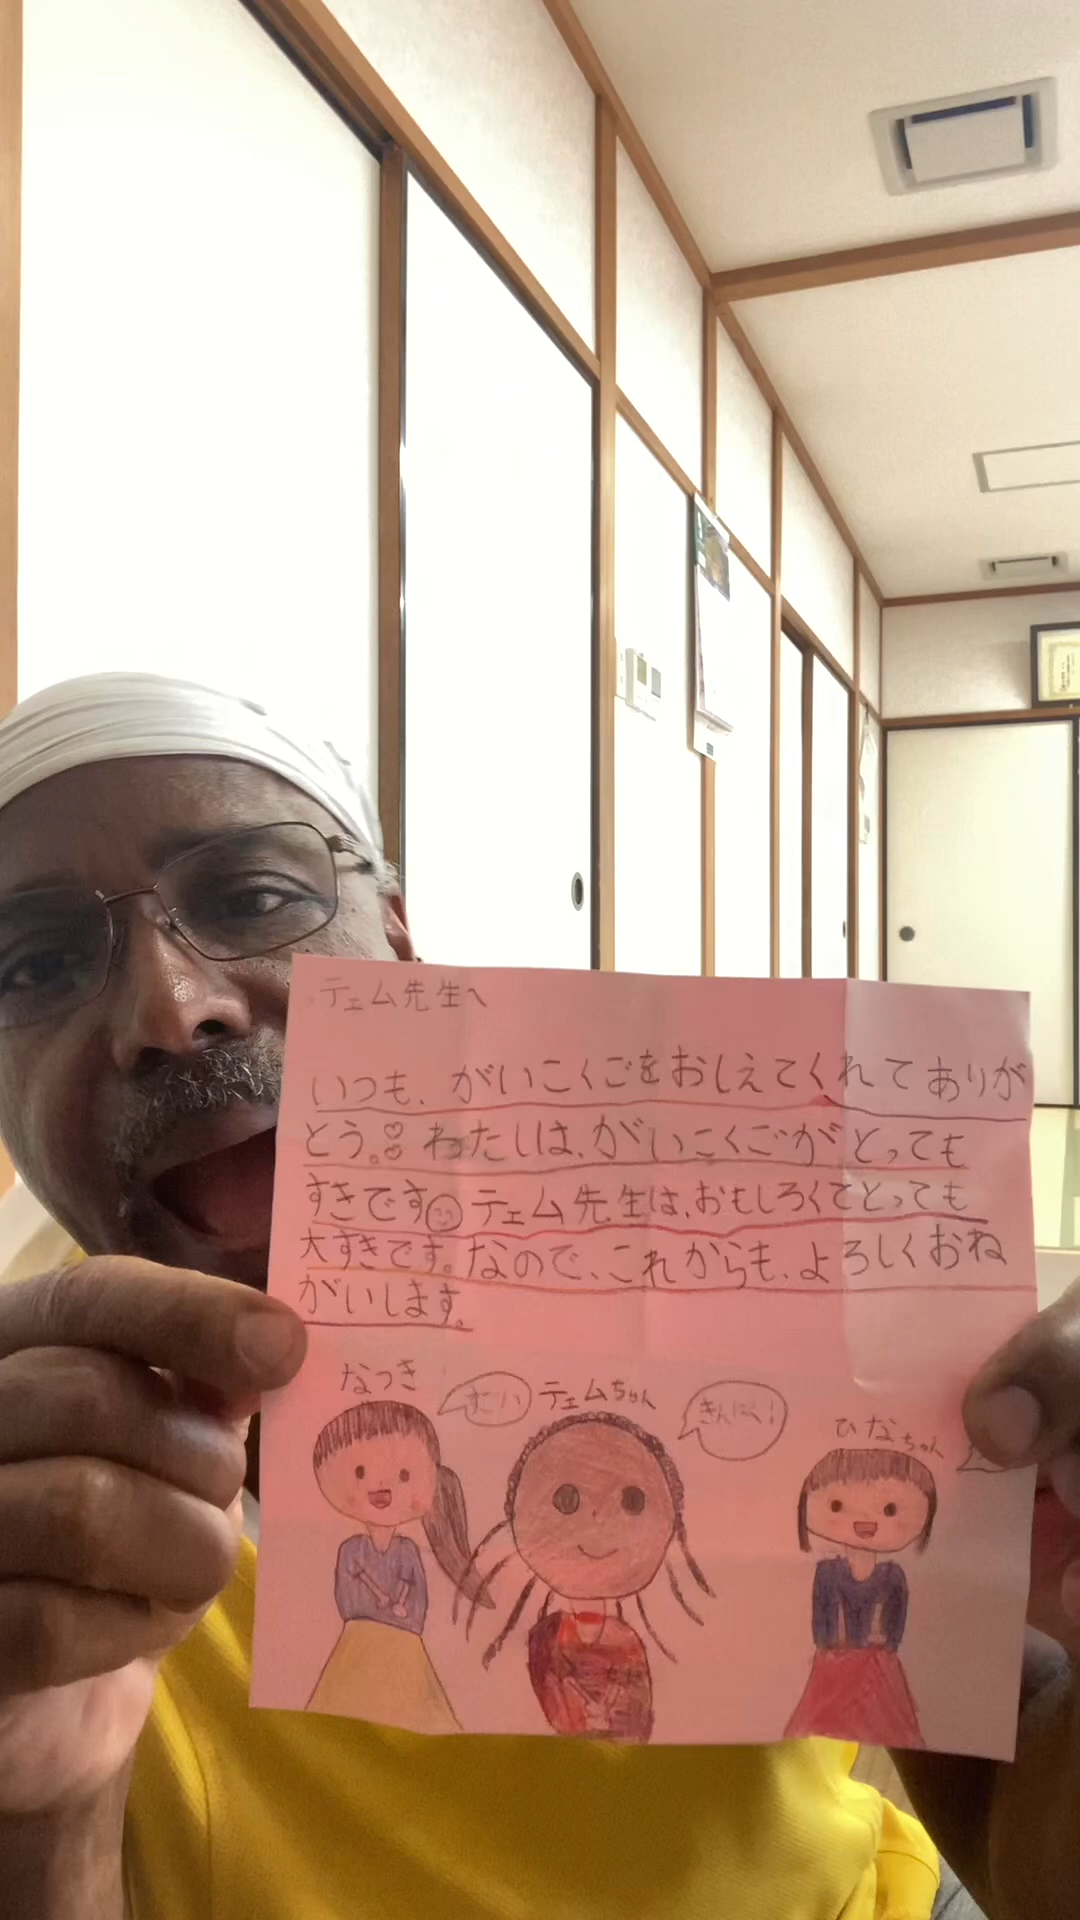 テェム先生へ
いつも、がいこくごをおしえてくれてありが
とう。わたしは、がいこくごがとっても
すきです テェム先生は、おもしろくてとっても
大すきです。なので、これからも、よろしくおね
がいします。
なつき
テェムちゃん
きんにく!
ひなちゃん